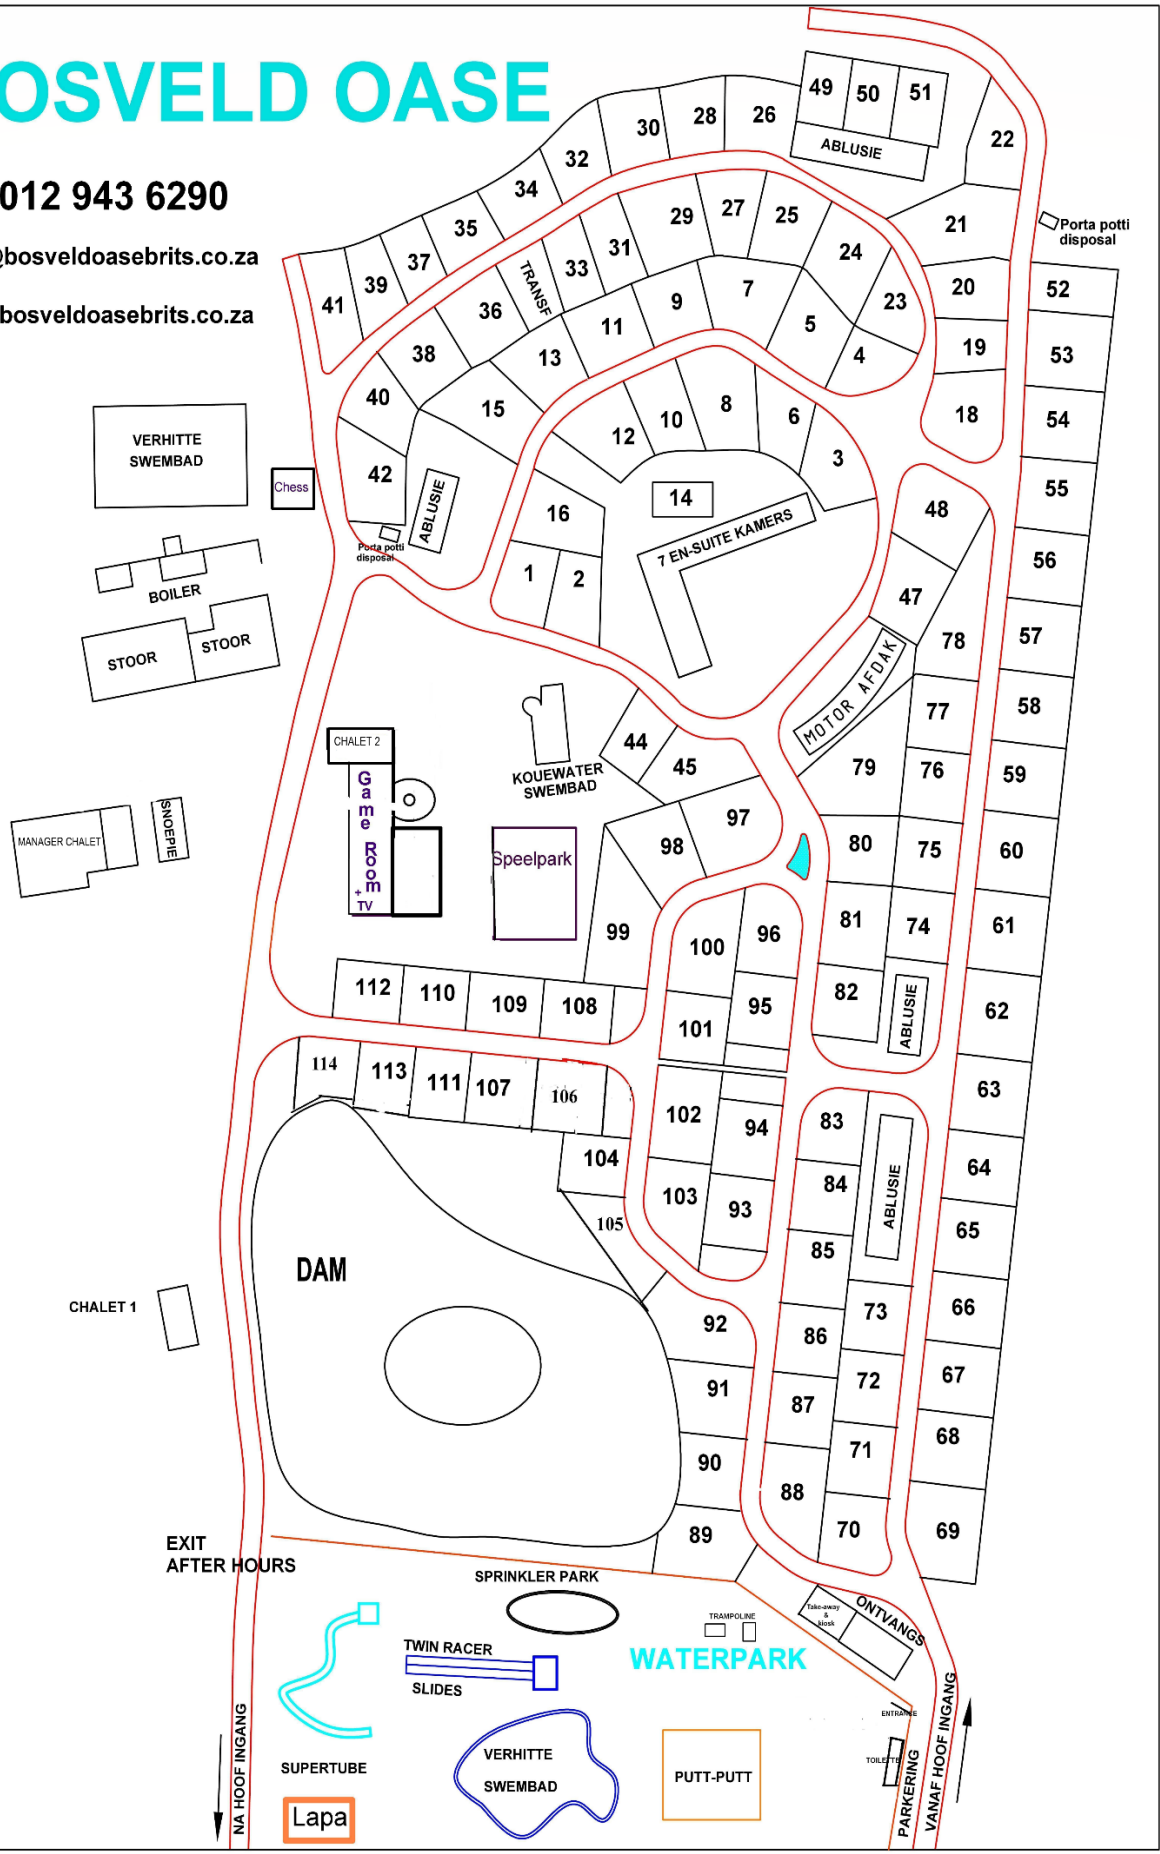 OSVELD OASE
012 943 6290
@bosveldoasebrits.co.za
bosveldoasebrits.co.za
49
50
51
ABLUSIE
22
30
28
26
32
34
35
37
39
41
21
Porta potti
disposal
29
27
25
24
31
33
TRANSF
36
38
40
42
23
20
19
18
52
53
54
55
56
57
58
59
60
61
62
63
64
65
66
67
68
69
7
9
11
13
15
5
4
12
10
8
6
3
14
7 EN-SUITE KAMERS
16
1
2
ABLUSIE
Porta potti
disposal
VERHITTE
SWEMBAD
Chess
BOILER
STOOR
STOOR
48
47
78
MOTOR AFDAK
77
76
79
80
75
81
74
82
ABLUSIE
44
45
97
98
99
KOUEWATER
SWEMBAD
CHALET 2
Game Room
+
TV
Speelpark
MANAGER CHALET
SNOEPIE
100
96
95
101
112
110
109
108
114
113
111
107
106
104
105
102
94
103
93
83
84
85
86
87
88
ABLUSIE
73
72
71
70
92
91
90
89
DAM
CHALET 1
EXIT
AFTER HOURS
SPRINKLER PARK
TRAMPOLINE
WATERPARK
Take-away
&
kiosk
ONTVANGS
TWIN RACER
SLIDES
SUPERTUBE
Lapa
VERHITTE
SWEMBAD
PUTT-PUTT
ENTRANCE
TOILETTE
PARKERING
VANAF HOOF INGANG
NA HOOF INGANG